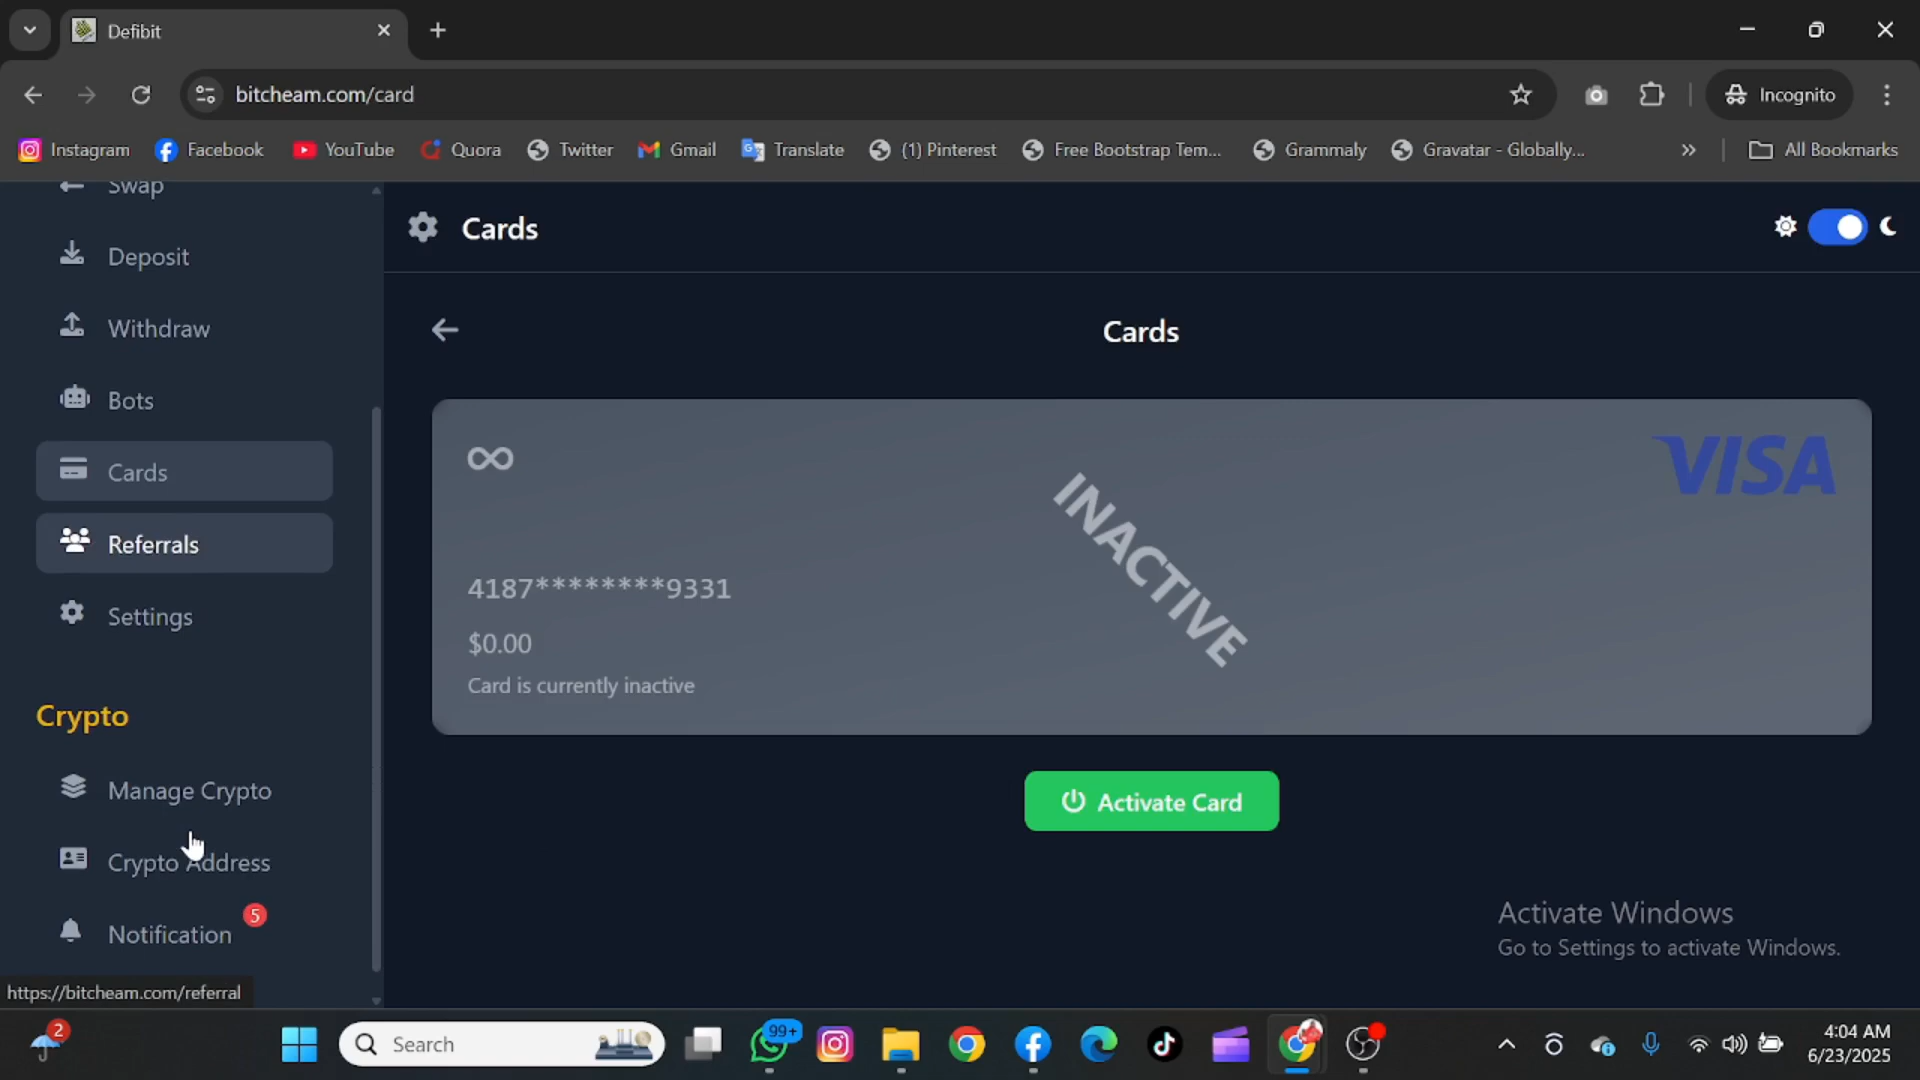 Defibit
bitcheam.com/card
Incognito
Instagram
Facebook
YouTube
Quora
Twitter
Gmail
Translate
(1) Pinterest
Free Bootstrap Tem...
Grammaly
Gravatar - Globally...
All Bookmarks
Swap
Deposit
Withdraw
Bots
Cards
Referrals
Settings
Crypto
Manage Crypto
Crypto Address
Notification
5
https://bitcheam.com/referral
Cards
Cards
VISA
INACTIVE
4187********9331
$0.00
Card is currently inactive
Activate Card
Activate Windows
Go to Settings to activate Windows.
2
Search
99+
4:04 AM
6/23/2025